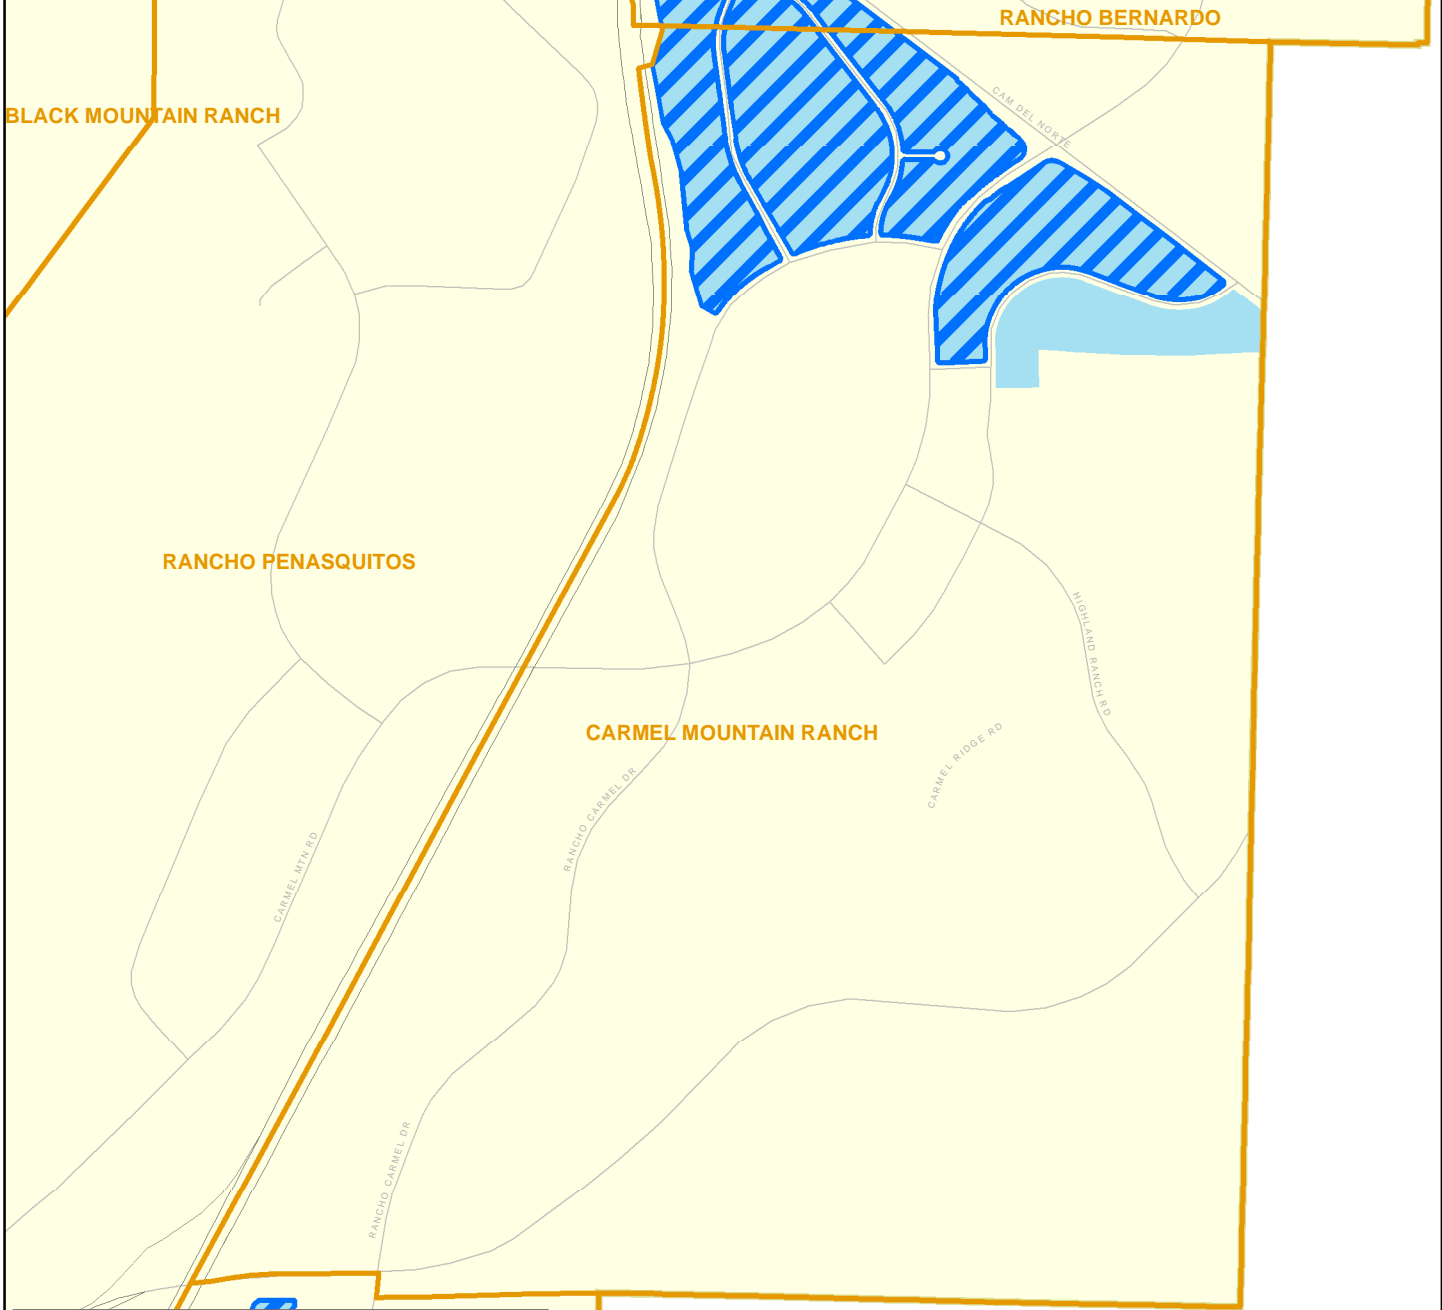 RANCHO BERNARDO
BLACK MOUNTAIN RANCH
CAM DEL NORTE
RANCHO PENASQUITOS
HIGHLAND RANCH RD
CARMEL MOUNTAIN RANCH
CARMEL RIDGE RD
RANCHO CARMEL DR
CARMEL MTN RD
RANCHO CARMEL DR